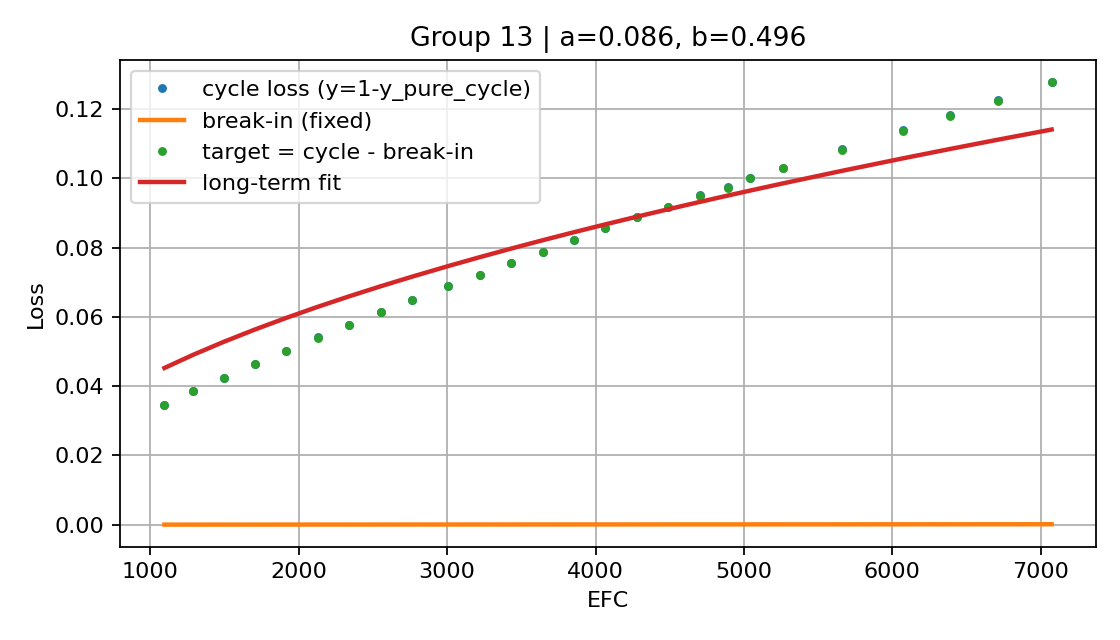 Group 13 | a=0.086, b=0.496
cycle loss (y=1-y_pure_cycle)
break-in (fixed)
target = cycle - break-in
long-term fit
Loss
0.12
0.10
0.08
0.06
0.04
0.02
0.00
1000 2000 3000 4000 5000 6000 7000
EFC